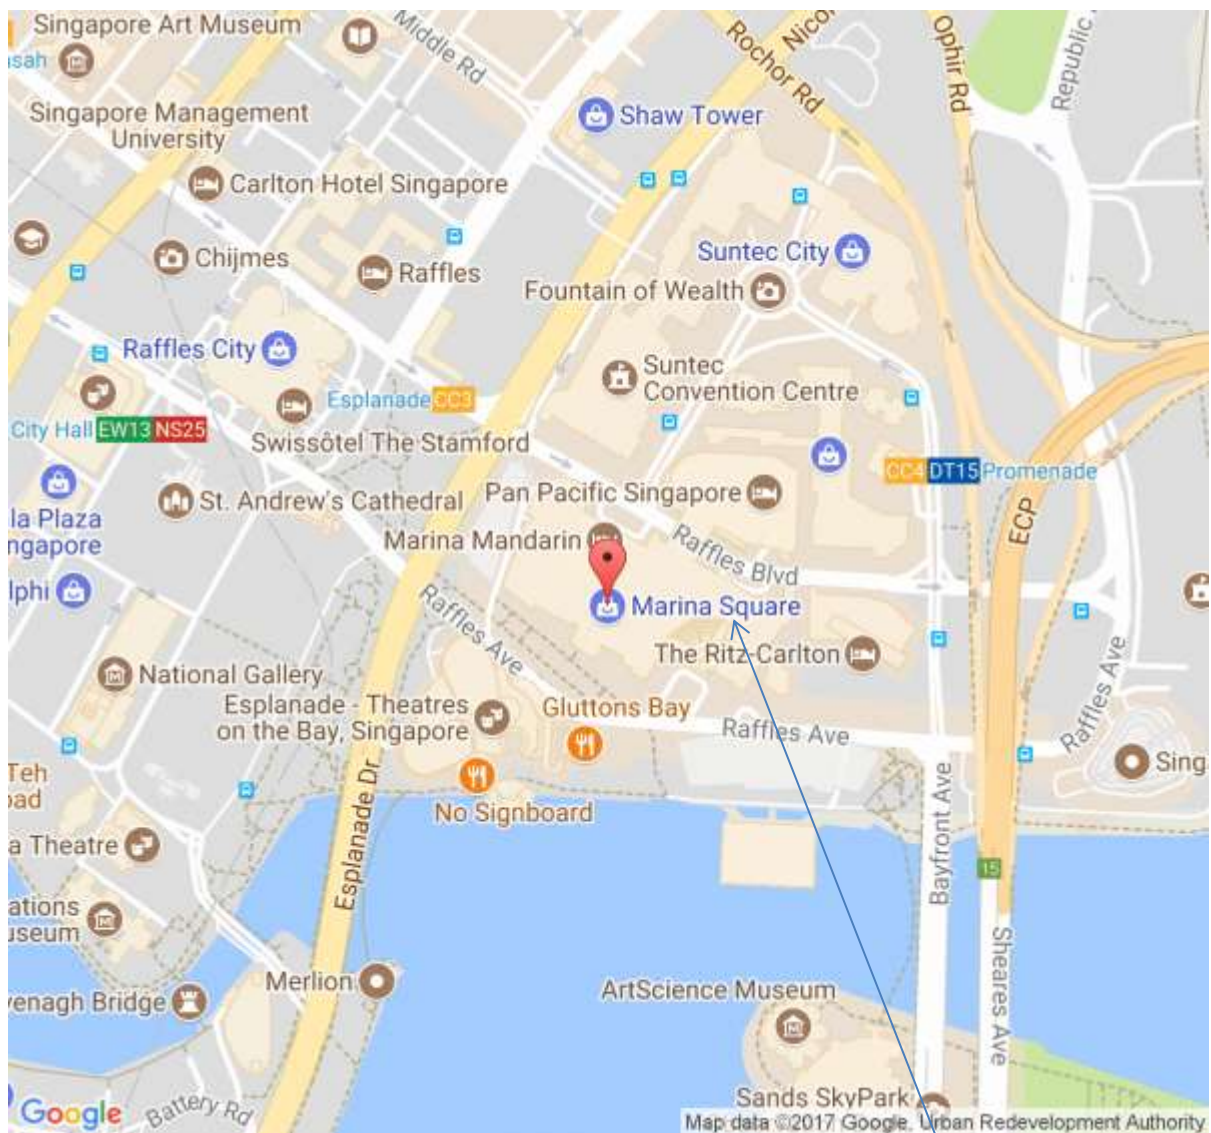 Singapore Art Museum
Middle Rd
Nico
Rochor Rd
Ophir Rd
Republic
asah
Singapore Management
University
Shaw Tower
Carlton Hotel Singapore
Chijmes
Raffles
Suntec City
Fountain of Wealth
Raffles City
Suntec
Convention Centre
Esplanade CC3
City Hall EW13 NS25
Swissôtel The Stamford
CC4 DT15 Promenade
St. Andrew's Cathedral
Pan Pacific Singapore
ECP
la Plaza
ngapore
Marina Mandarin
Raffles Blvd
lphi
Raffles Ave
Marina Square
The Ritz-Carlton
National Gallery
Raffles Ave
Esplanade - Theatres
on the Bay, Singapore
Gluttons Bay
Raffles Ave
Sing
Teh
oad
No Signboard
Esplanade Dr
Bayfront Ave
a Theatre
15
ations
useum
Sheares Ave
Merlion
ArtScience Museum
venagh Bridge
Sands SkyPark
Google
Battery Rd
Map data ©2017 Google, Urban Redevelopment Authority